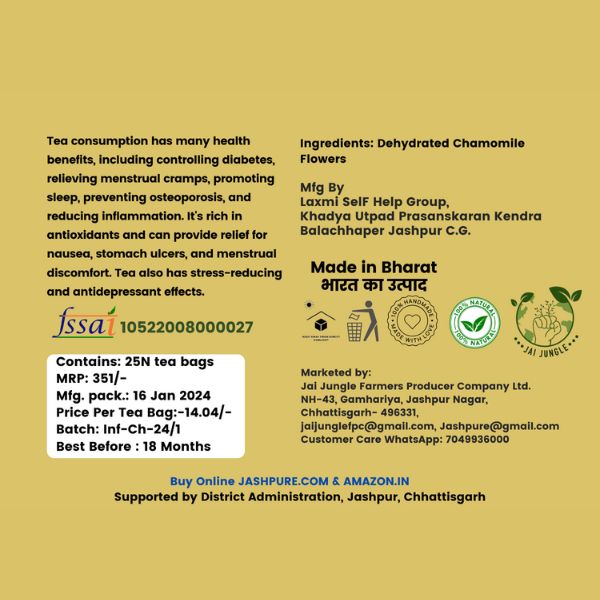 Tea consumption has many health
benefits, including controlling diabetes,
relieving menstrual cramps, promoting
sleep, preventing osteoporosis, and
reducing inflammation. It's rich in
antioxidants and can provide relief for
nausea, stomach ulcers, and menstrual
discomfort. Tea also has stress-reducing
and antidepressant effects.
fssai 10522008000027
Contains: 25N tea bags
MRP: 351/-
Mfg. pack.: 16 Jan 2024
Price Per Tea Bag:-14.04/-
Batch: Inf-Ch-24/1
Best Before : 18 Months
Ingredients: Dehydrated Chamomile
Flowers
Mfg By
Laxmi SelF Help Group,
Khadya Utpad Prasanskaran Kendra
Balachhaper Jashpur C.G.
Made in Bharat
भारत का उत्पाद
KEEP AWAY FROM DIRECT
SUNLIGHT
100% HANDMADE
MADE WITH LOVE
100% NATURAL
100% NATURAL
JAI JUNGLE
Marketed by:
Jai Jungle Farmers Producer Company Ltd.
NH-43, Gamhariya, Jashpur Nagar,
Chhattisgarh- 496331,
jaijunglefpc@gmail.com, Jashpure@gmail.com
Customer Care WhatsApp: 7049936000
Buy Online JASHPURE.COM & AMAZON.IN
Supported by District Administration, Jashpur, Chhattisgarh